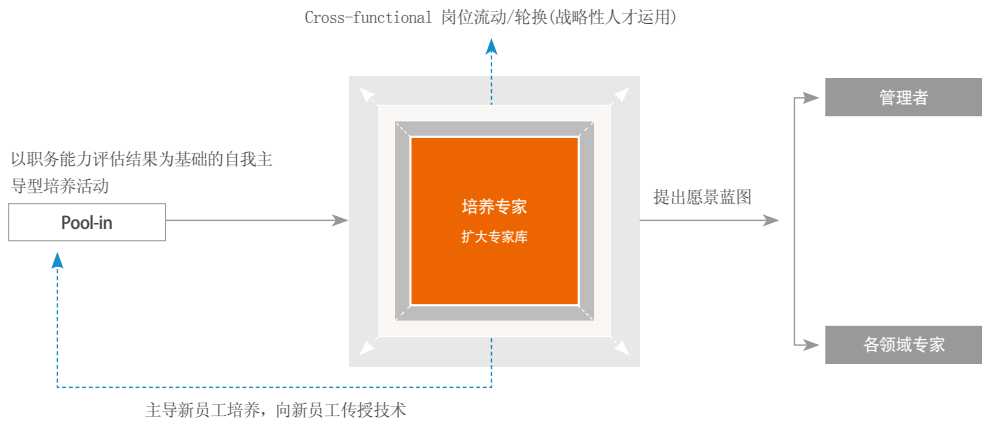 Cross-functional 岗位流动/轮换(战略性人才运用)
管理者
以职务能力评估结果为基础的自我主
导型培养活动
Pool-in
培养专家
扩大专家库
提出愿景蓝图
各领域专家
主导新员工培养, 向新员工传授技术